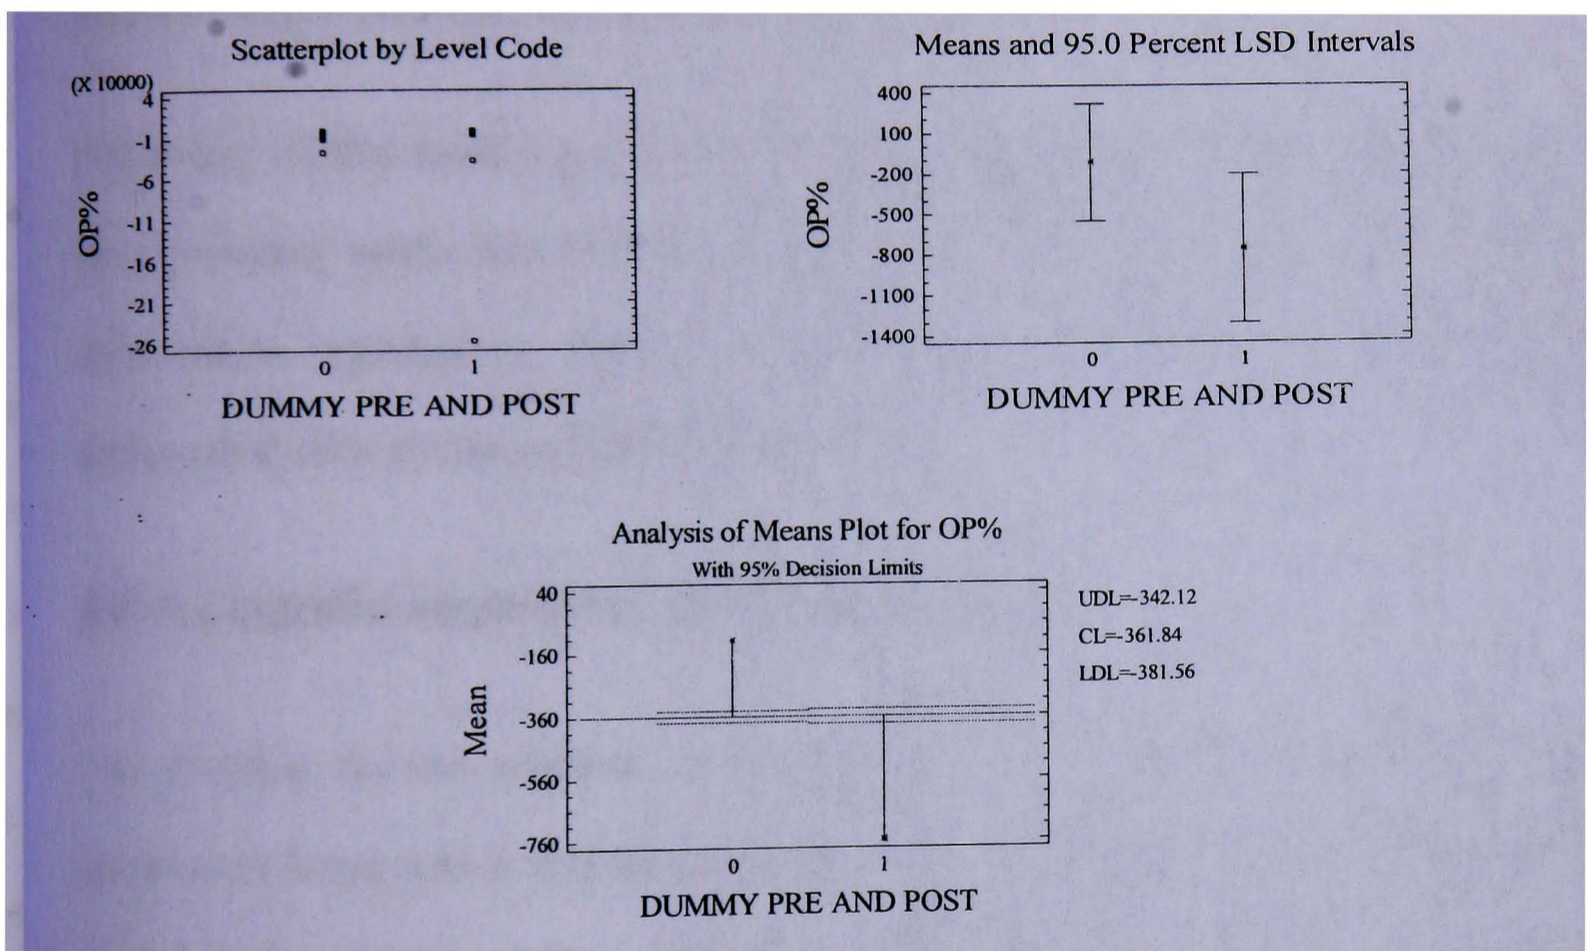 Scatterplot by Level Code
(X 10000)
4
-1
-6
-11
-16
-21
-26
OP%
0 1
DUMMY PRE AND POST
Means and 95.0 Percent LSD Intervals
400
100
-200
-500
-800
-1100
-1400
OP%
0 1
DUMMY PRE AND POST
Analysis of Means Plot for OP%
With 95% Decision Limits
40
-160
-360
-560
-760
Mean
0 1
DUMMY PRE AND POST
UDL=-342.12
CL=-361.84
LDL=-381.56